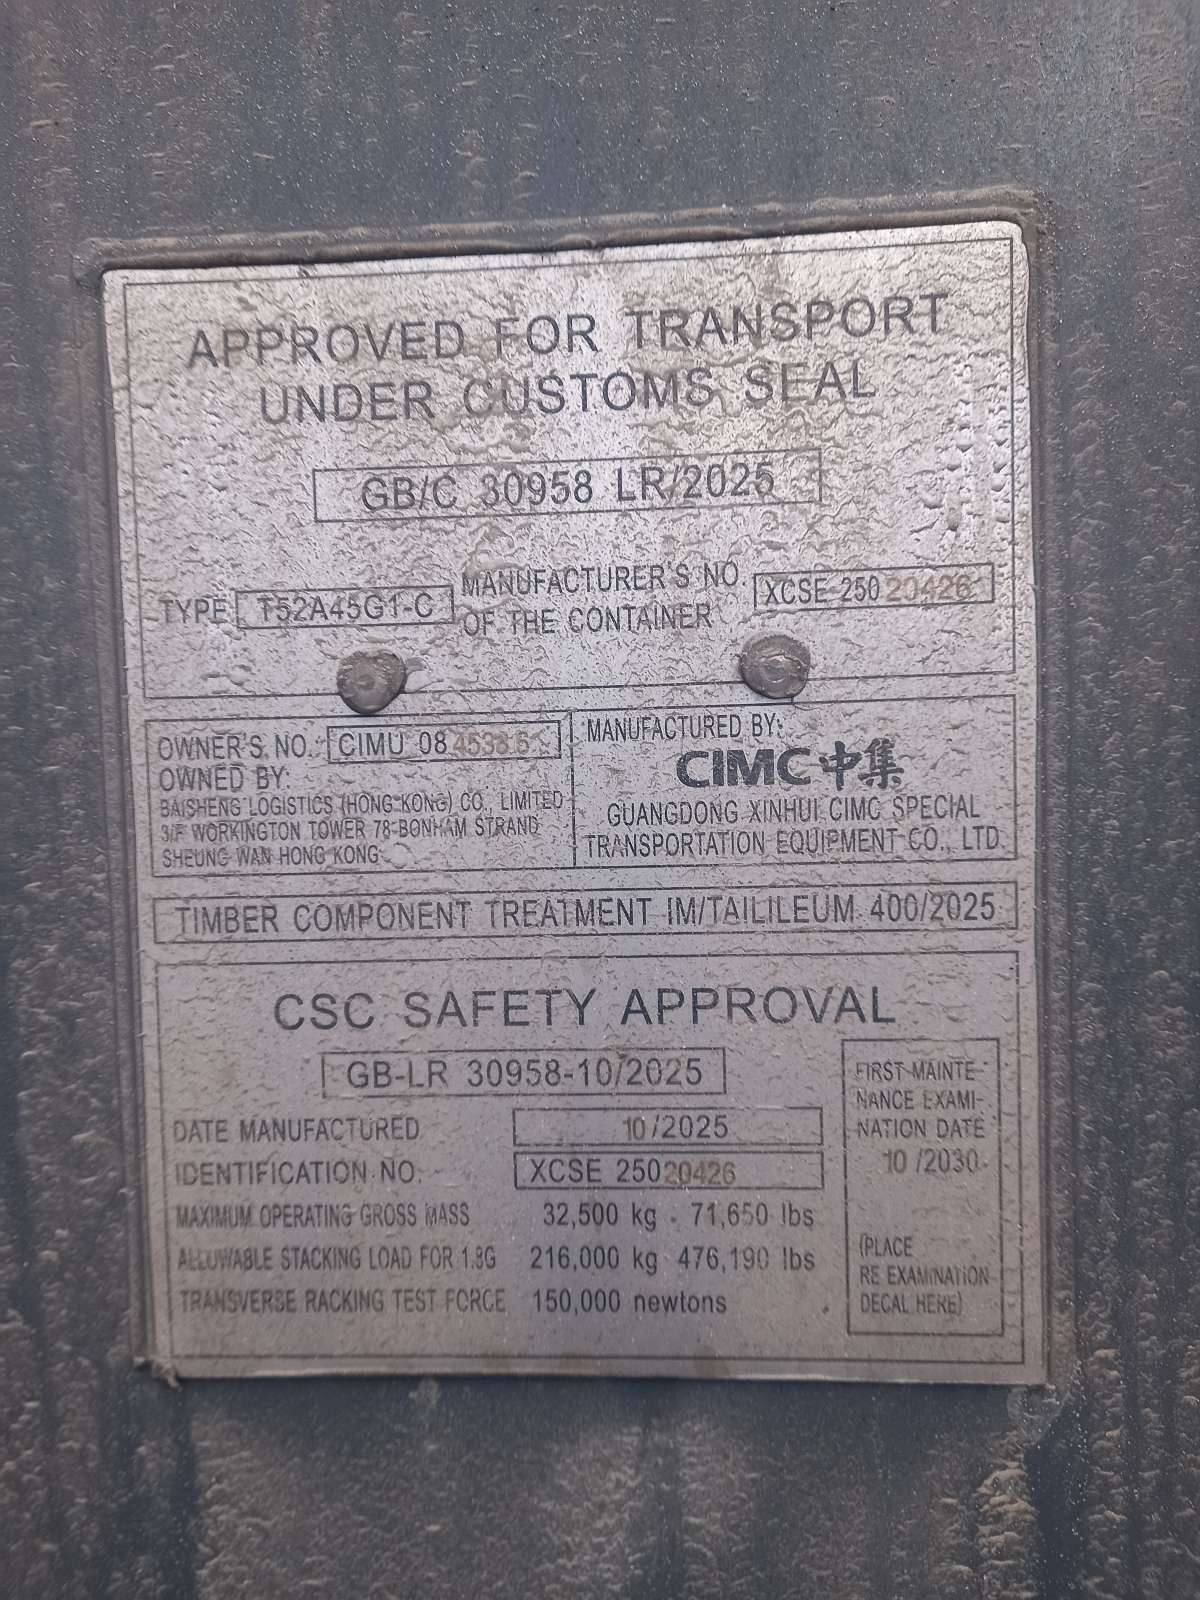 APPROVED FOR TRANSPORT
UNDER CUSTOMS SEAL
GB/C 30958 LR/2025
TYPE T52A45G1-C
MANUFACTURER'S NO.
OF THE CONTAINER
XCSE 250 20426
OWNER'S NO. CIMU 08
OWNED BY:
BAISHENG LOGISTICS (HONG KONG) CO., LIMITED
3/F WORKINGTON TOWER 78 BONHAM STRAND
SHEUNG WAN HONG KONG
MANUFACTURED BY:
CIMC 中集
GUANGDONG XINHUI CIMC SPECIAL
TRANSPORTATION EQUIPMENT CO., LTD.
TIMBER COMPONENT TREATMENT IM/TAILILEUM 400/2025
CSC SAFETY APPROVAL
GB-LR 30958-10/2025
DATE MANUFACTURED 10/2025
IDENTIFICATION NO. XCSE 25020426
MAXIMUM OPERATING GROSS MASS 32,500 kg 71,650 lbs
ALLOWABLE STACKING LOAD FOR 1.8G 216,000 kg 476,190 lbs
TRANSVERSE RACKING TEST FORCE 150,000 newtons
FIRST MAINTE-
NANCE EXAMI-
NATION DATE
10 /2030
(PLACE
RE EXAMINATION
DECAL HERE)